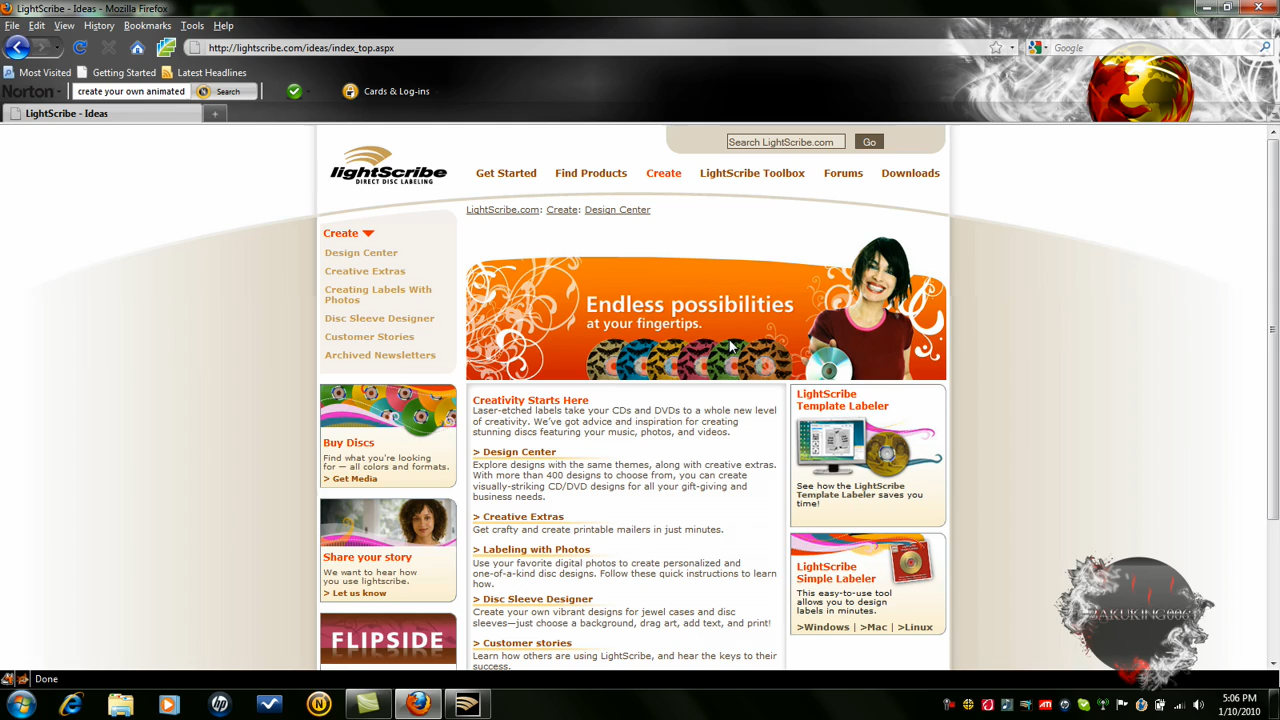 LightScribe - Ideas - Mozilla Firefox
File Edit View History Bookmarks Tools Help
http://lightscribe.com/ideas/index_top.aspx
Google
Most Visited Getting Started Latest Headlines
Norton create your own animated Search Cards & Log-ins
LightScribe - Ideas
Search LightScribe.com Go
lightScribe
DIRECT DISC LABELING
Get Started Find Products Create LightScribe Toolbox Forums Downloads
LightScribe.com: Create: Design Center
Create
Design Center
Creative Extras
Creating Labels With
Photos
Disc Sleeve Designer
Customer Stories
Archived Newsletters
Endless possibilities
at your fingertips.
Buy Discs
Find what you're looking
for — all colors and formats.
> Get Media
Share your story
We want to hear how
you use lightscribe.
> Let us know
FLIPSIDE
Creativity Starts Here
Laser-etched labels take your CDs and DVDs to a whole new level
of creativity. We've got advice and inspiration for creating
stunning discs featuring your music, photos, and videos.
> Design Center
Explore designs with the same themes, along with creative extras.
With more than 400 designs to choose from, you can create
visually-striking CD/DVD designs for all your gift-giving and
business needs.
> Creative Extras
Get crafty and create printable mailers in just minutes.
> Labeling with Photos
Use your favorite digital photos to create personalized and
one-of-a-kind disc designs. Follow these quick instructions to learn
how.
> Disc Sleeve Designer
Create your own vibrant designs for jewel cases and disc
sleeves—just choose a background, drag art, add text, and print!
> Customer stories
Learn how others are using LightScribe, and hear the keys to their
success.
LightScribe
Template Labeler
See how the LightScribe
Template Labeler saves you
time!
LightScribe
Simple Labeler
This easy-to-use tool
allows you to design
labels in minutes.
>Windows | >Mac | >Linux
Done
5:06 PM
1/10/2010